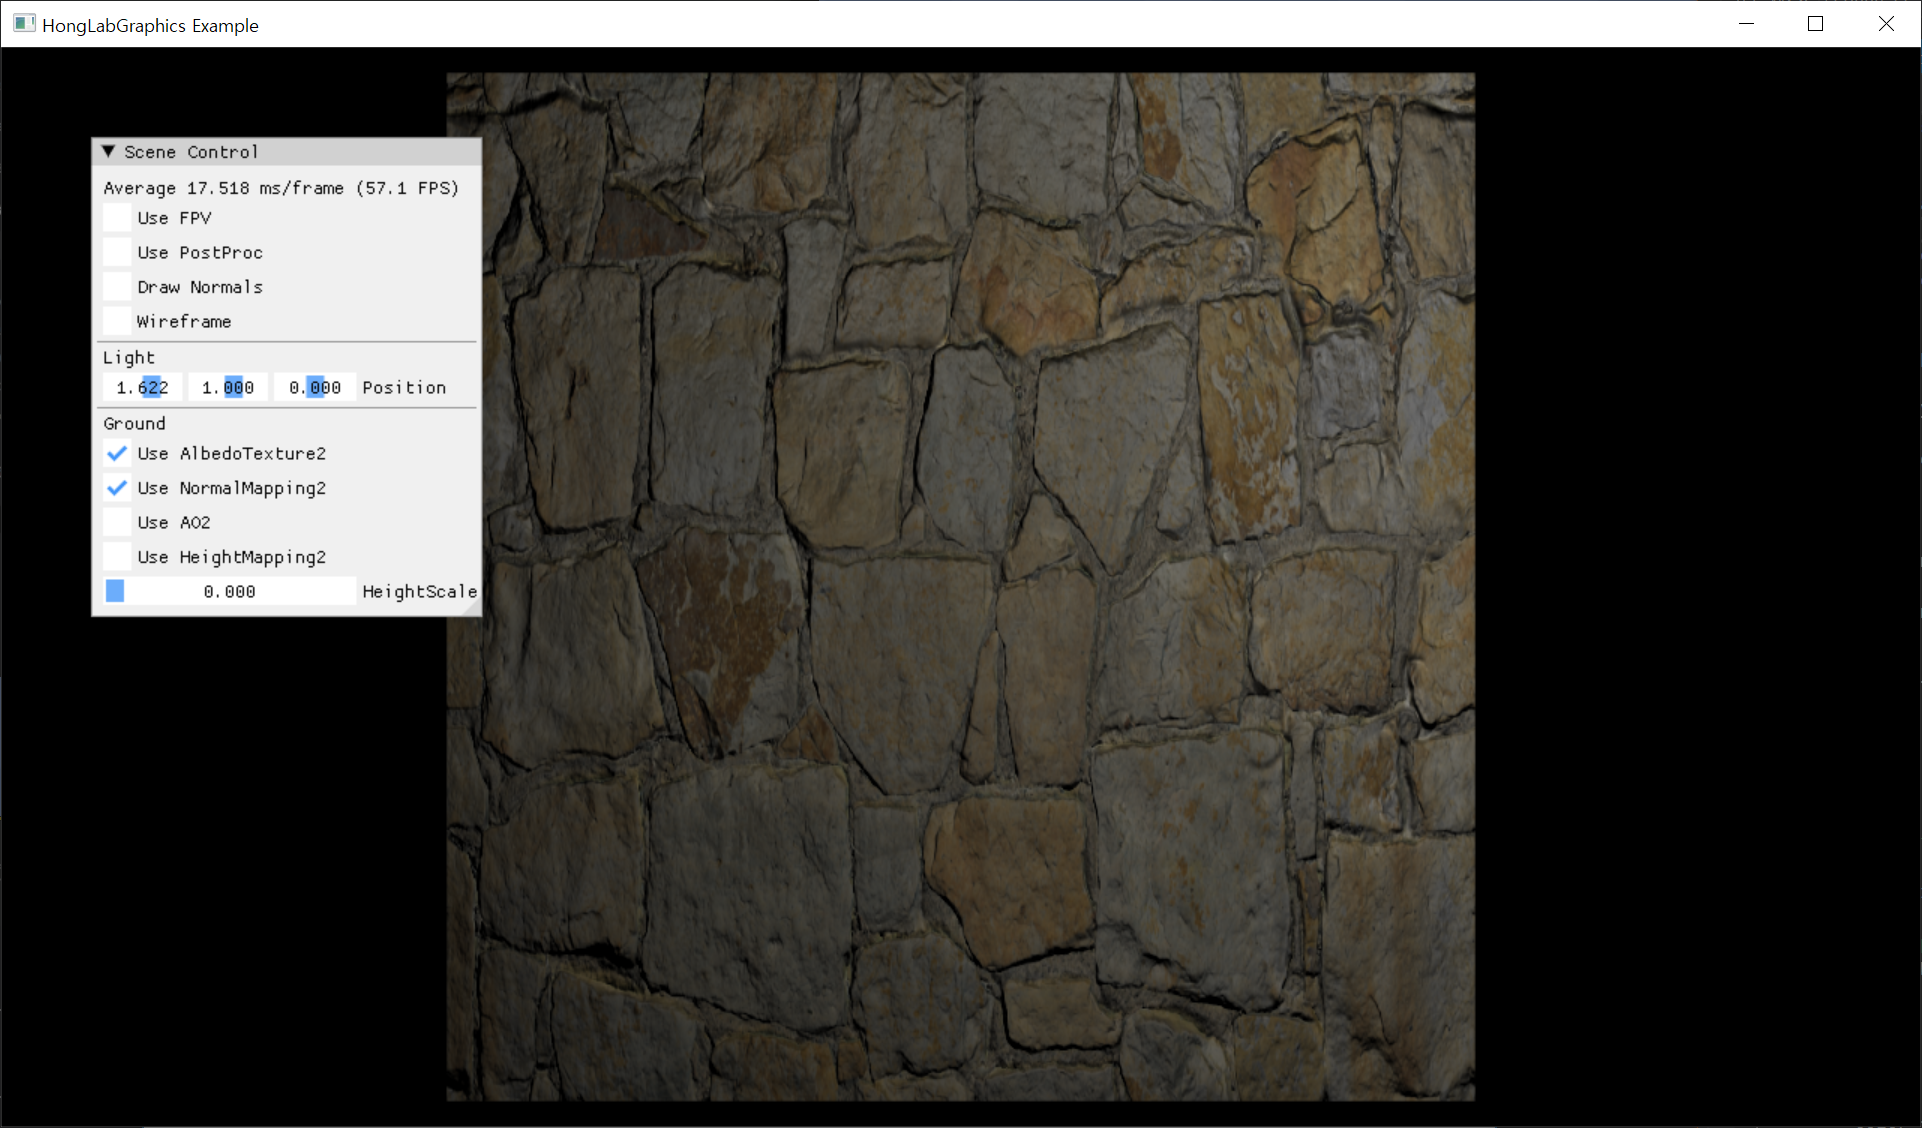 HongLabGraphics Example
Scene Control
Average 17.518 ms/frame (57.1 FPS)
Use FPV
Use PostProc
Draw Normals
Wireframe
Light
1.622 1.000 0.000 Position
Ground
Use AlbedoTexture2
Use NormalMapping2
Use AO2
Use HeightMapping2
0.000 HeightScale